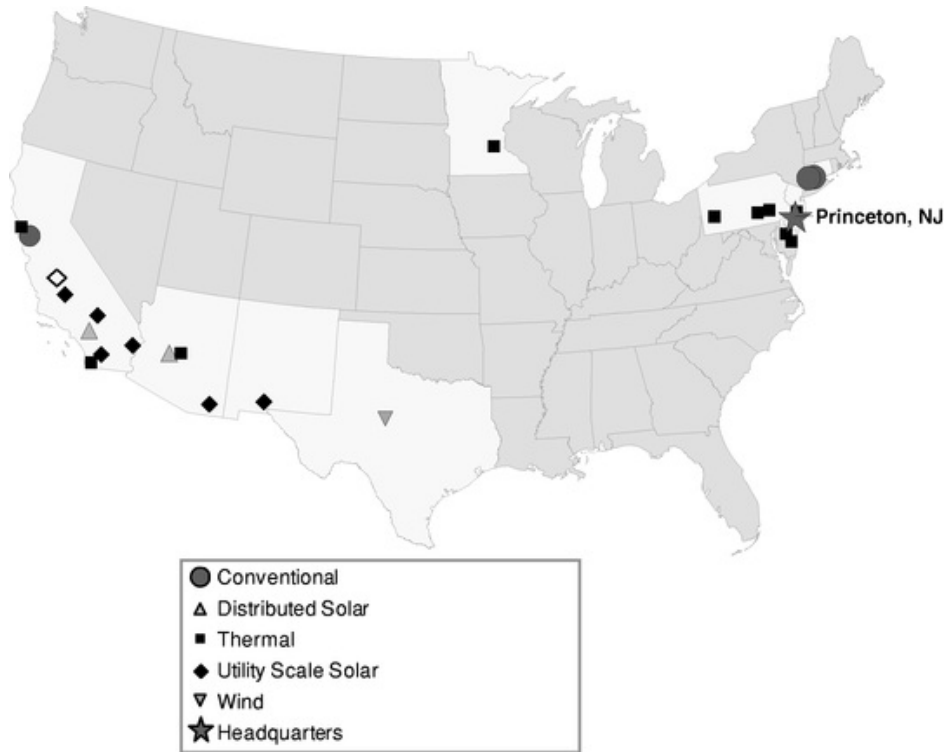 Princeton, NJ
Conventional
Distributed Solar
Thermal
Utility Scale Solar
Wind
Headquarters